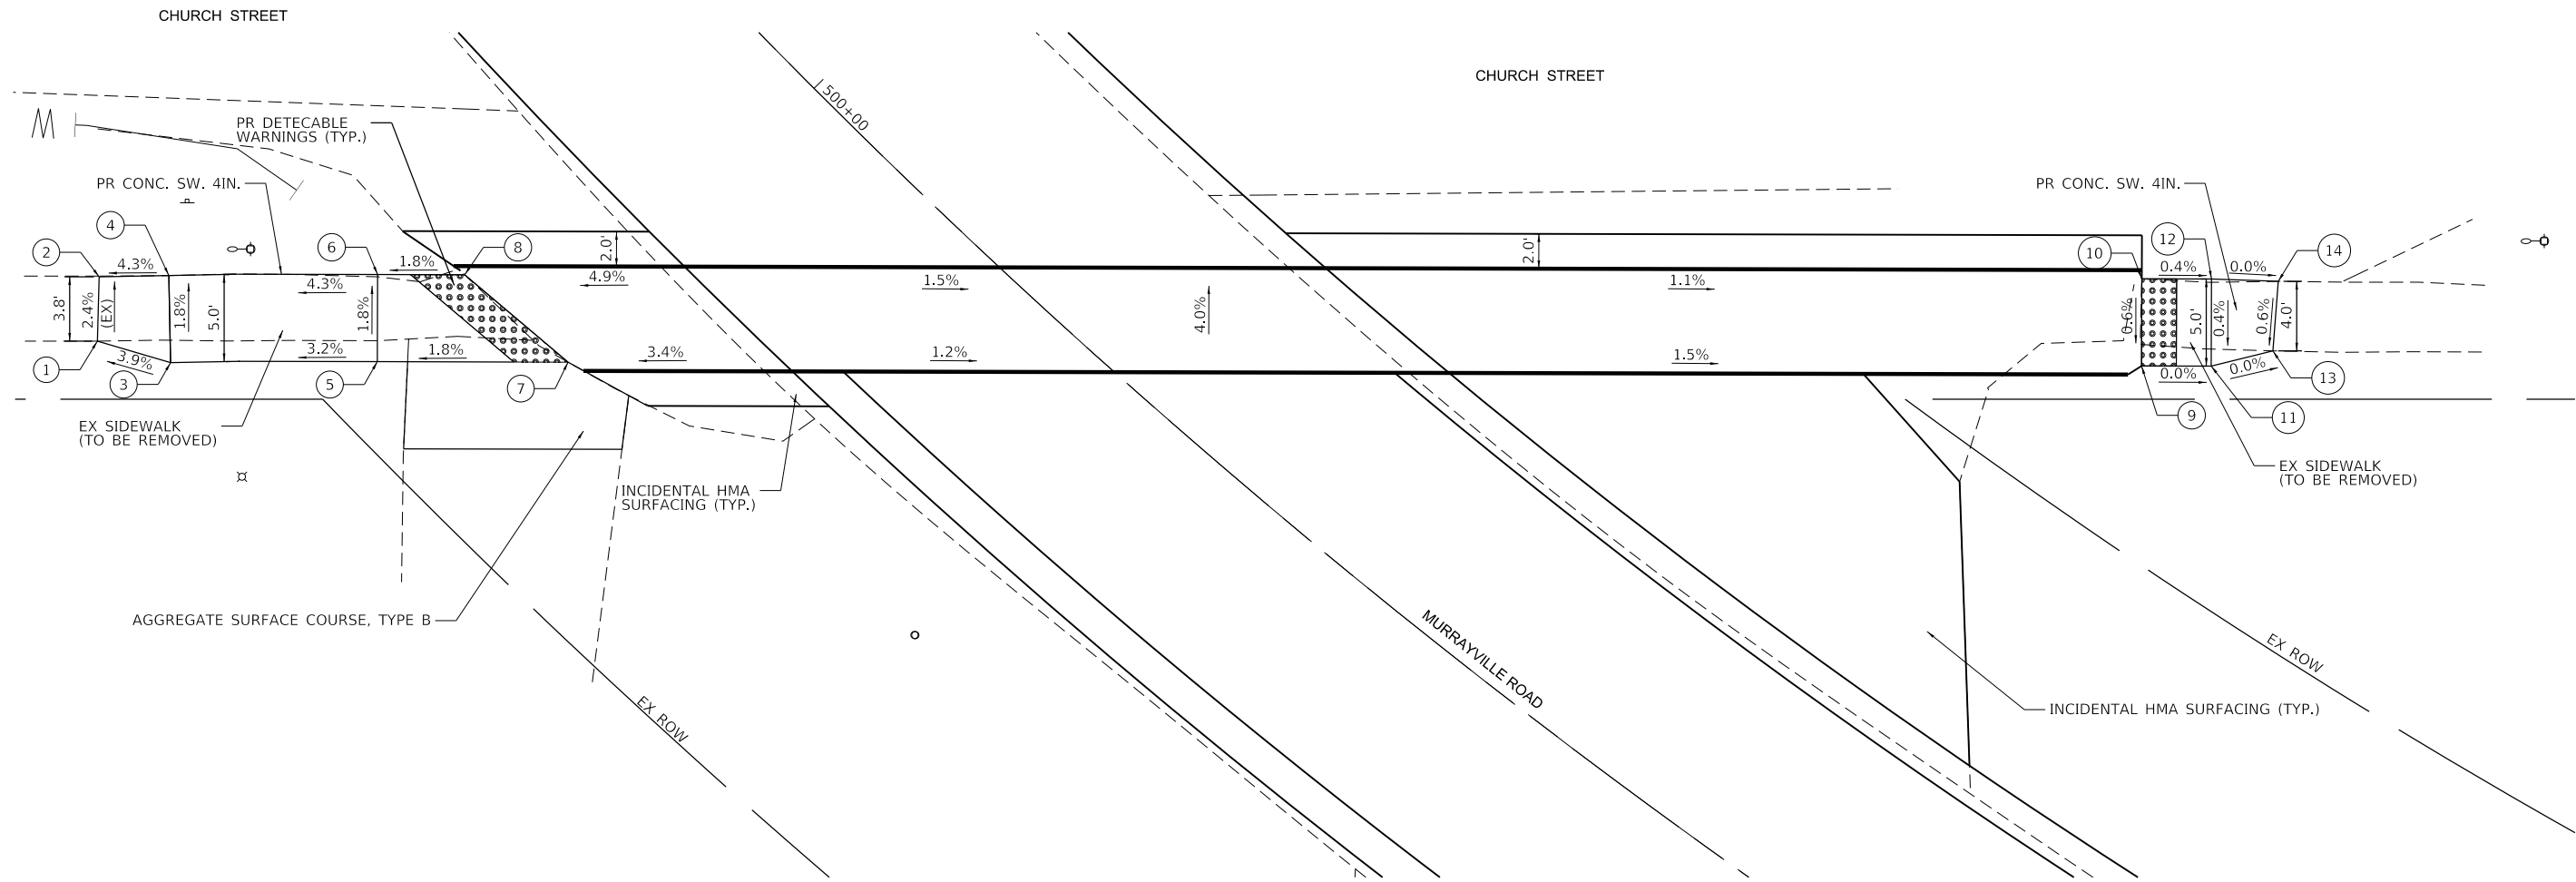 CHURCH STREET
CHURCH STREET
500+00
PR DETECABLE
WARNINGS (TYP.)
PR CONC. SW. 4IN.
PR CONC. SW. 4IN.
4
6
8
2
2.0'
2.0'
10
12
14
4.3%
1.8%
4.9%
1.5%
1.1%
0.4%
0.0%
4.3%
3.8'
2.4%
(EX)
1.8%
5.0'
1.8%
4.0%
0.6%
5.0'
0.4%
0.6%
4.0'
3.9%
3.2%
1.8%
3.4%
1.2%
1.5%
0.0%
0.0%
1
3
5
7
9
11
13
EX SIDEWALK
(TO BE REMOVED)
EX SIDEWALK
(TO BE REMOVED)
INCIDENTAL HMA
SURFACING (TYP.)
AGGREGATE SURFACE COURSE, TYPE B
MURRAYVILLE ROAD
EX ROW
EX ROW
INCIDENTAL HMA SURFACING (TYP.)